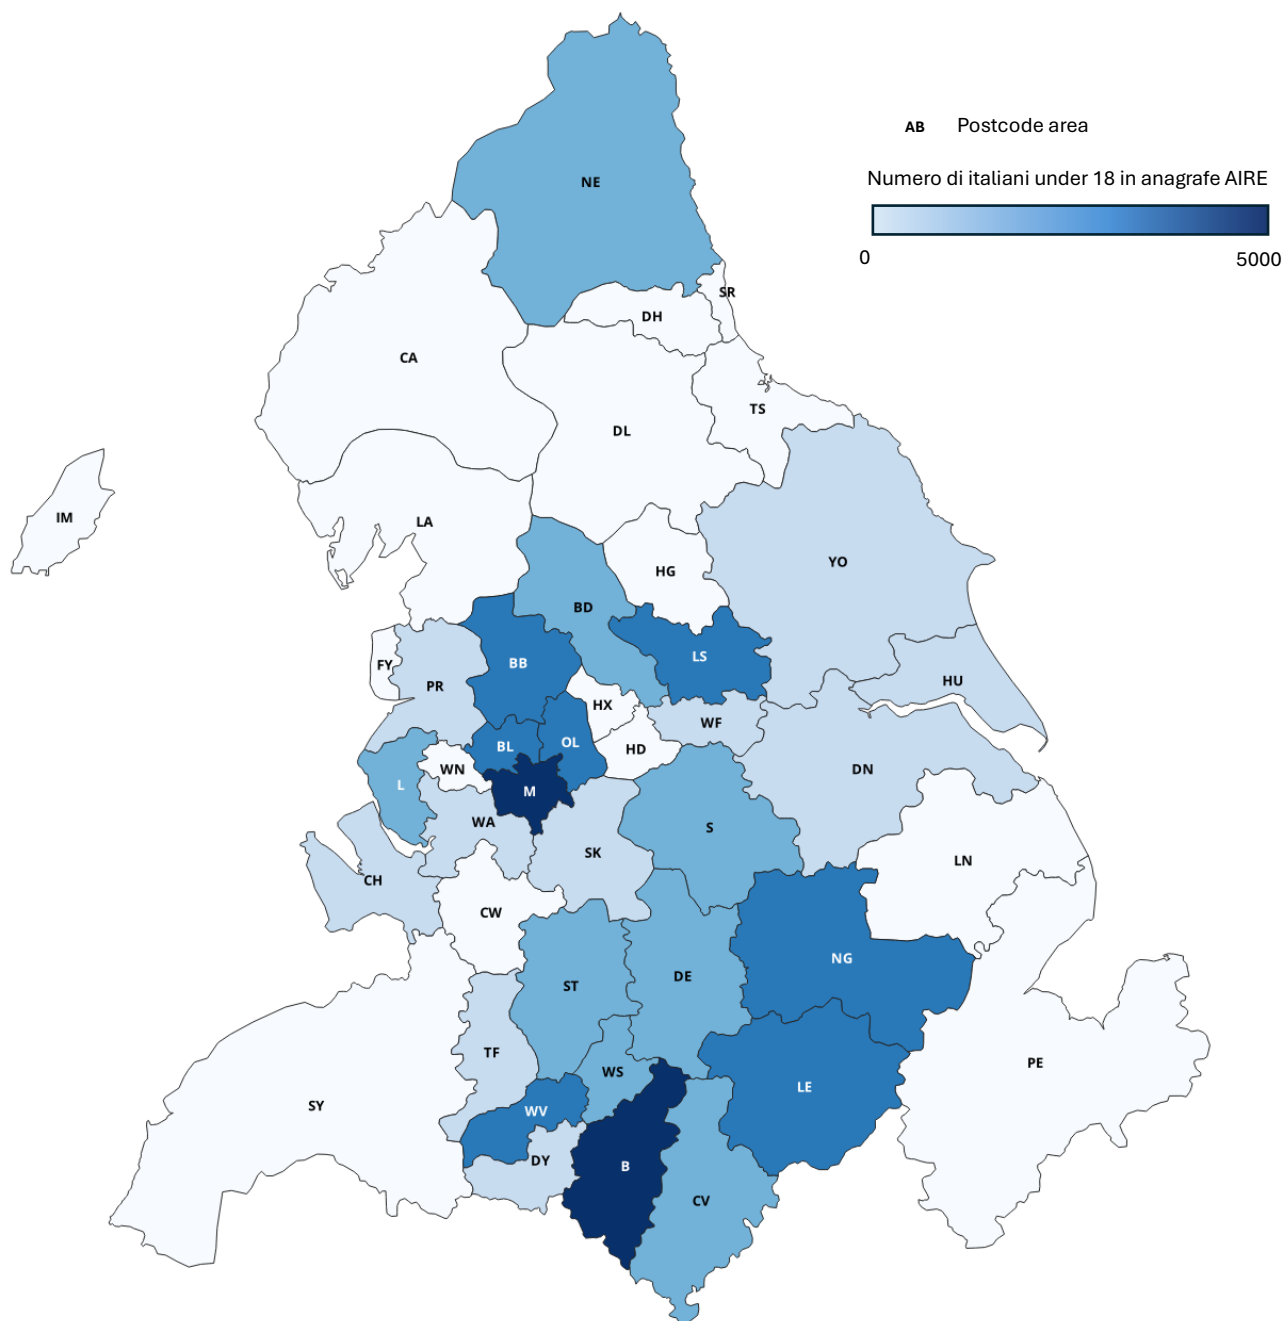 AB Postcode area
Numero di italiani under 18 in anagrafe AIRE
0 5000
NE
SR
DH
CA
TS
DL
IM
LA
YO
HG
BD
LS
BB
FY
HU
PR
HX
WF
OL
BL
HD
WN
DN
L
M
WA
S
SK
LN
CH
CW
NG
DE
ST
TF
PE
WS
LE
SY
WV
DY
B
CV